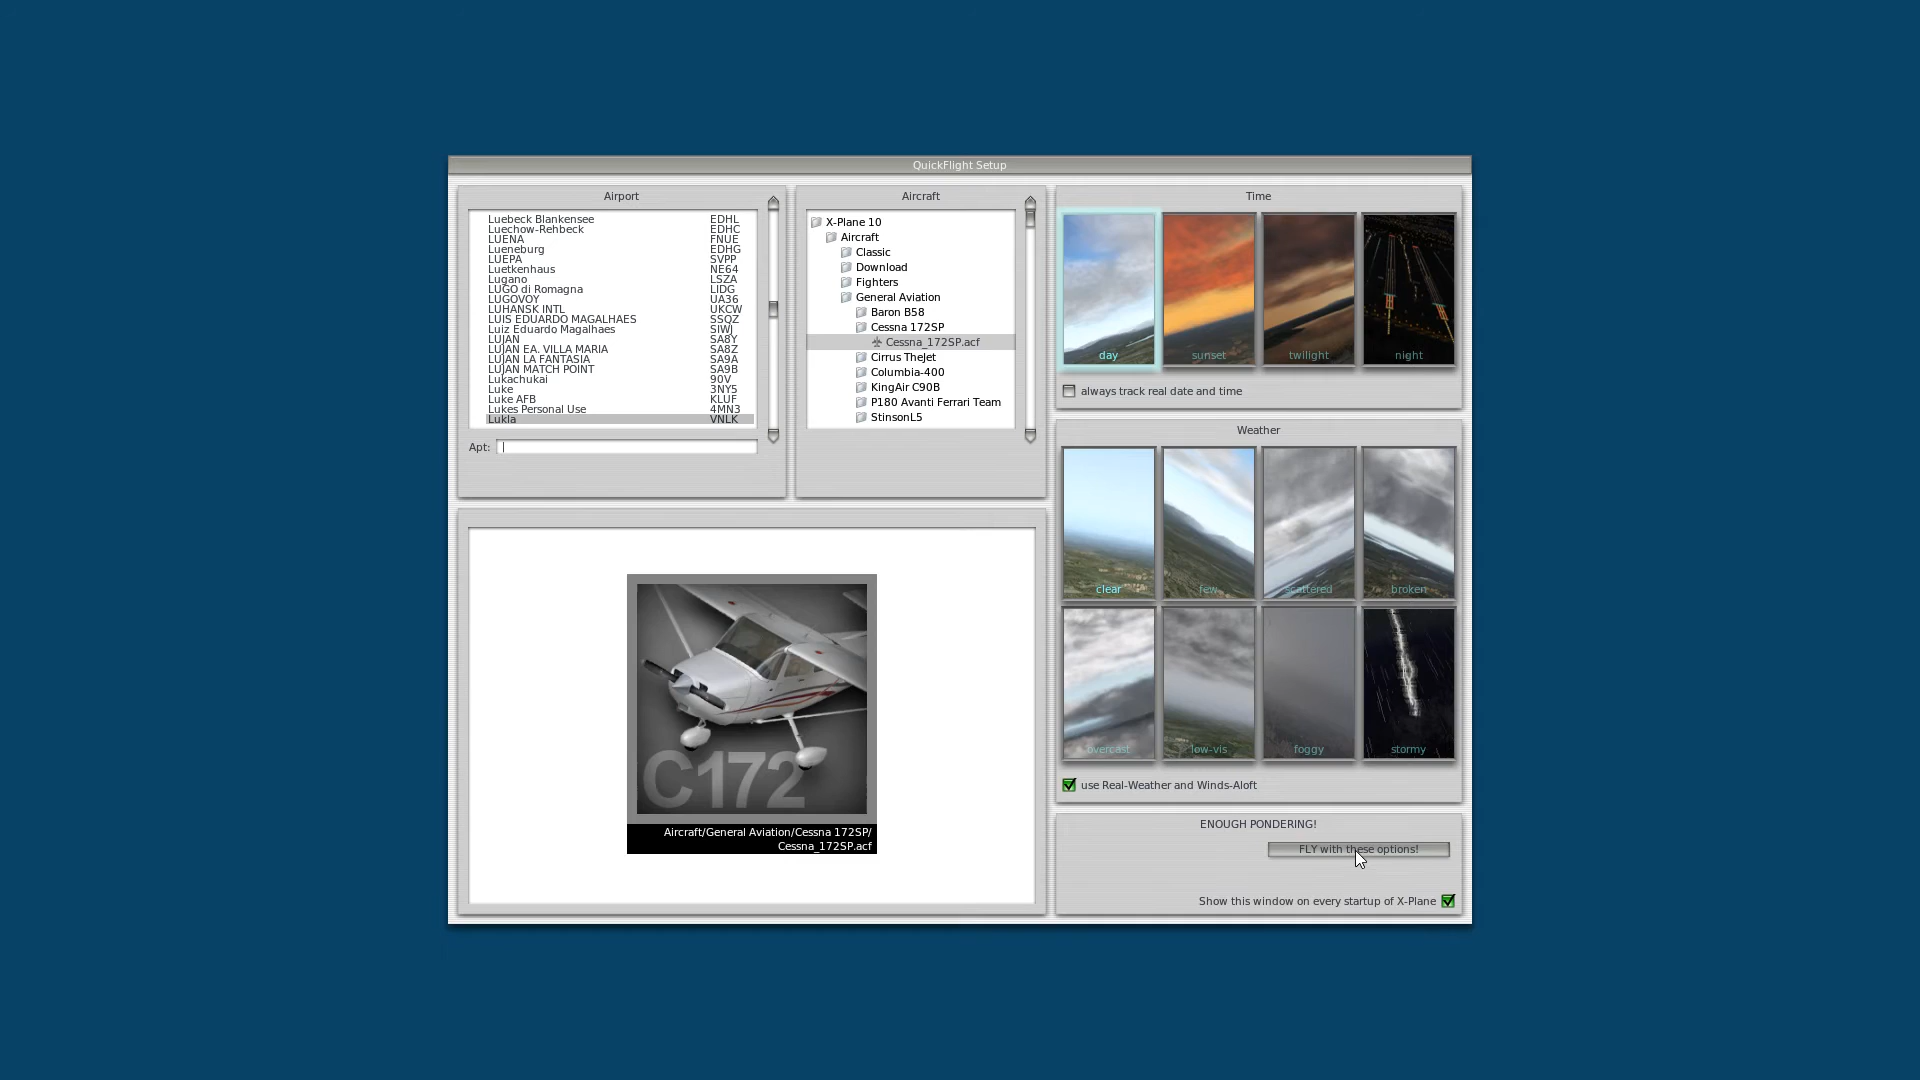 QuickFlight Setup
Airport
Luebeck Blankensee EDHL
Luechow-Rehbeck EDHC
LUENA FNUE
Lueneburg EDHG
LUEPA SVPP
Luetkenhaus NE64
Lugano LSZA
LUGO di Romagna LIDG
LUGOVOY UA36
LUHANSK INTL UKCW
LUIS EDUARDO MAGALHAES SSQZ
Luiz Eduardo Magalhaes SIWJ
LUJAN SA8Y
LUJAN EA. VILLA MARIA SA8Z
LUJAN LA FANTASIA SA9A
LUJAN MATCH POINT SA9B
Lukachukai 90V
Luke 3NY5
Luke AFB KLUF
Lukes Personal Use 4MN3
Lukla VNLK
Apt:
Aircraft
X-Plane 10
Aircraft
Classic
Download
Fighters
General Aviation
Baron B58
Cessna 172SP
Cessna_172SP.acf
Cirrus TheJet
Columbia-400
KingAir C90B
P180 Avanti Ferrari Team
StinsonL5
Time
day sunset twilight night
always track real date and time
Weather
clear few scattered broken
overcast low-vis foggy stormy
use Real-Weather and Winds-Aloft
C172
Aircraft/General Aviation/Cessna 172SP/
Cessna_172SP.acf
ENOUGH PONDERING!
FLY with these options!
Show this window on every startup of X-Plane